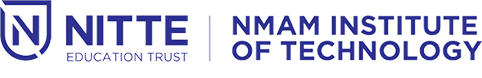 N
NITTE
EDUCATION TRUST
NMAM INSTITUTE
OF TECHNOLOGY